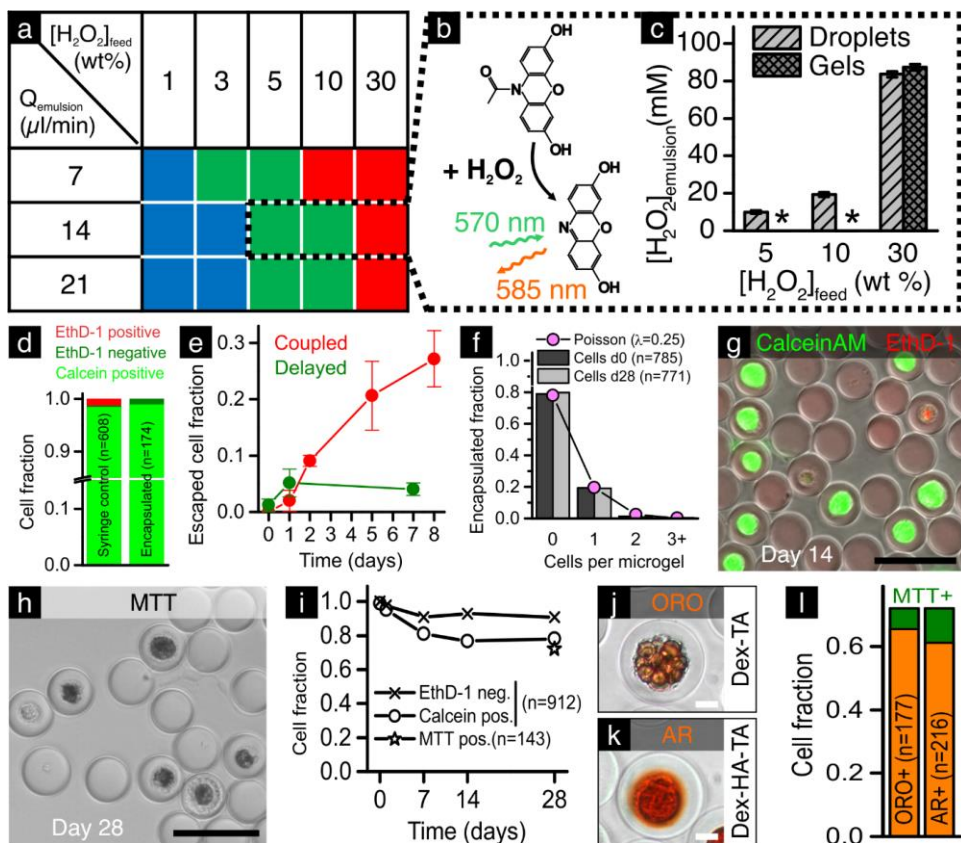 a
[H2O2]feed
(wt%)
Qemulsion
(µl/min)
1 3 5 10 30
7
14
21
b
N
O
O
OH
OH
+ H2O2
OH
N
O
OH
570 nm
585 nm
c
[H2O2]emulsion(mM)
100
80
60
40
20
0
Droplets
Gels
* *
5 10 30
[H2O2]feed (wt %)
d
EthD-1 positive
EthD-1 negative
Calcein positive
Cell fraction
1.0
0.9
0.1
0.0
Syringe control (n=608)
Encapsulated (n=174)
e
Coupled
Delayed
Escaped cell fraction
0.3
0.2
0.1
0.0
0 1 2 5 7 8
Time (days)
f
Poisson (λ=0.25)
Cells d0 (n=785)
Cells d28 (n=771)
Encapsulated fraction
1.0
0.8
0.6
0.4
0.2
0.0
0 1 2 3+
Cells per microgel
g
CalceinAM EthD-1
Day 14
h
MTT
Day 28
i
Cell fraction
1.0
0.8
0.6
0.4
0.2
0.0
EthD-1 neg.
Calcein pos.
(n=912)
MTT pos.(n=143)
0 7 14 28
Time (days)
j
ORO
Dex-TA
k
AR
Dex-HA-TA
l
MTT+
Cell fraction
0.6
0.4
0.2
0.0
ORO+ (n=177)
AR+ (n=216)